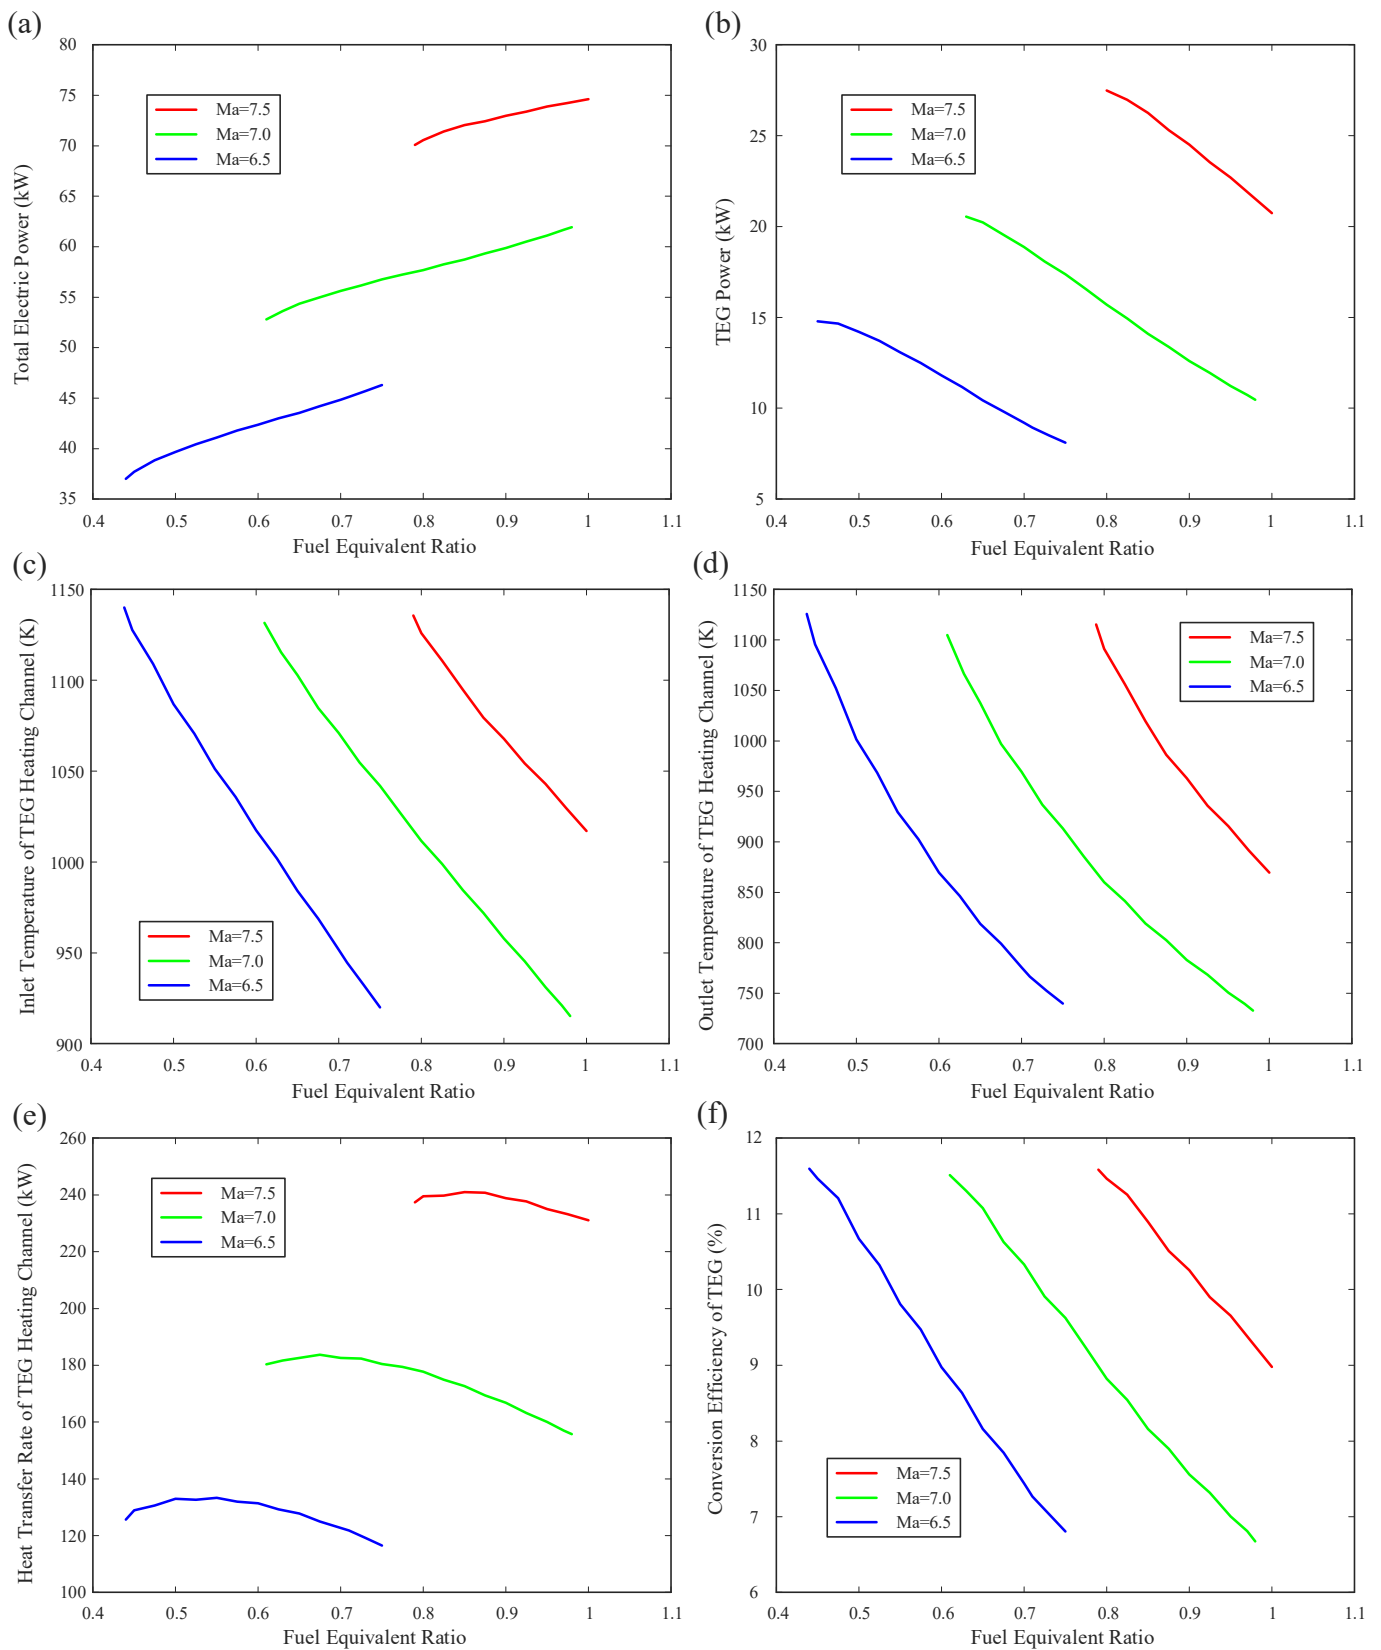 (a)
80
75
70
65
60
55
50
45
40
35
0.4
0.5
0.6
0.7
0.8
0.9
1
1.1
Total Electric Power (kW)
Fuel Equivalent Ratio
Ma=7.5
Ma=7.0
Ma=6.5
(b)
30
25
20
15
10
5
0.4
0.5
0.6
0.7
0.8
0.9
1
1.1
TEG Power (kW)
Fuel Equivalent Ratio
Ma=7.5
Ma=7.0
Ma=6.5
(c)
1150
1100
1050
1000
950
900
0.4
0.5
0.6
0.7
0.8
0.9
1
1.1
Inlet Temperature of TEG Heating Channel (K)
Fuel Equivalent Ratio
Ma=7.5
Ma=7.0
Ma=6.5
(d)
1150
1100
1050
1000
950
900
850
800
750
700
0.4
0.5
0.6
0.7
0.8
0.9
1
1.1
Outlet Temperature of TEG Heating Channel (K)
Fuel Equivalent Ratio
Ma=7.5
Ma=7.0
Ma=6.5
(e)
260
240
220
200
180
160
140
120
100
0.4
0.5
0.6
0.7
0.8
0.9
1
1.1
Heat Transfer Rate of TEG Heating Channel (kW)
Fuel Equivalent Ratio
Ma=7.5
Ma=7.0
Ma=6.5
(f)
12
11
10
9
8
7
6
0.4
0.5
0.6
0.7
0.8
0.9
1
1.1
Conversion Efficiency of TEG (%)
Fuel Equivalent Ratio
Ma=7.5
Ma=7.0
Ma=6.5